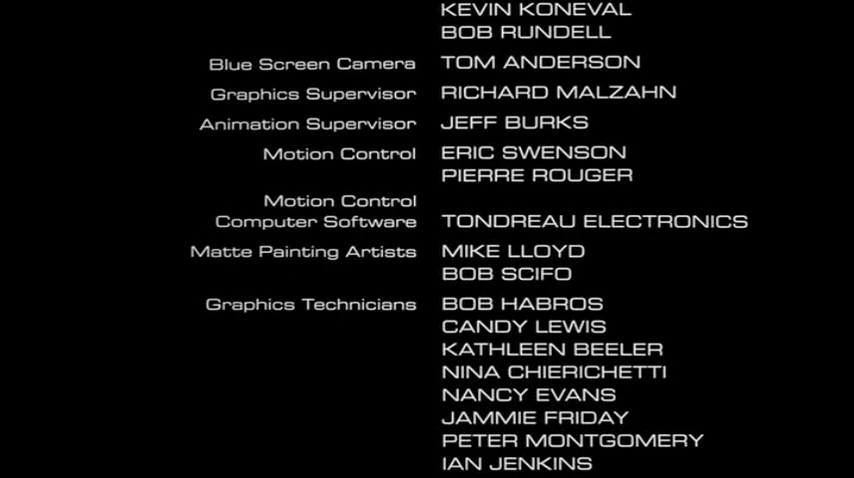 KEVIN KONEVAL
BOB RUNDELL
Blue Screen Camera TOM ANDERSON
Graphics Supervisor RICHARD MALZAHN
Animation Supervisor JEFF BURKS
Motion Control ERIC SWENSON
PIERRE ROUGER
Motion Control
Computer Software TONDREAU ELECTRONICS
Matte Painting Artists MIKE LLOYD
BOB SCIFO
Graphics Technicians BOB HABROS
CANDY LEWIS
KATHLEEN BEELER
NINA CHIERICHETTI
NANCY EVANS
JAMMIE FRIDAY
PETER MONTGOMERY
IAN JENKINS